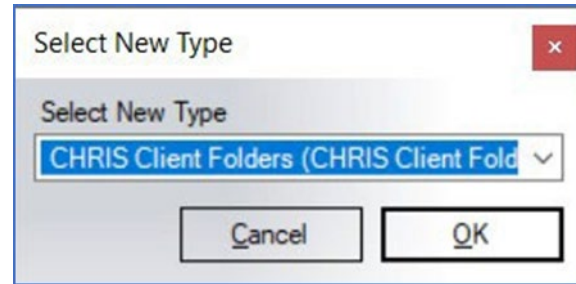 Select New Type
Select New Type
CHRIS Client Folders (CHRIS Client Fold
Cancel OK